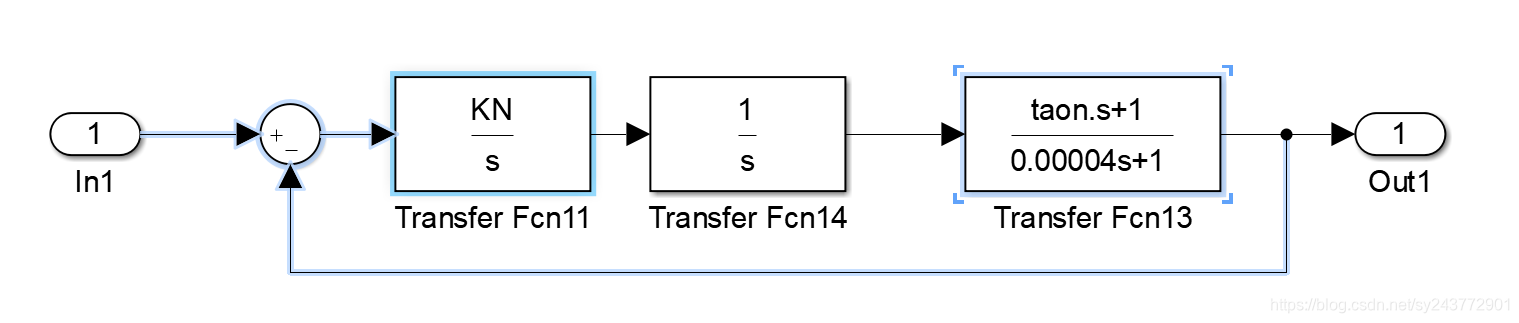 1
In1
+
_
KN
s
Transfer Fcn11
1
s
Transfer Fcn14
taon.s+1
0.00004s+1
Transfer Fcn13
1
Out1
https://blog.csdn.net/sy243772901